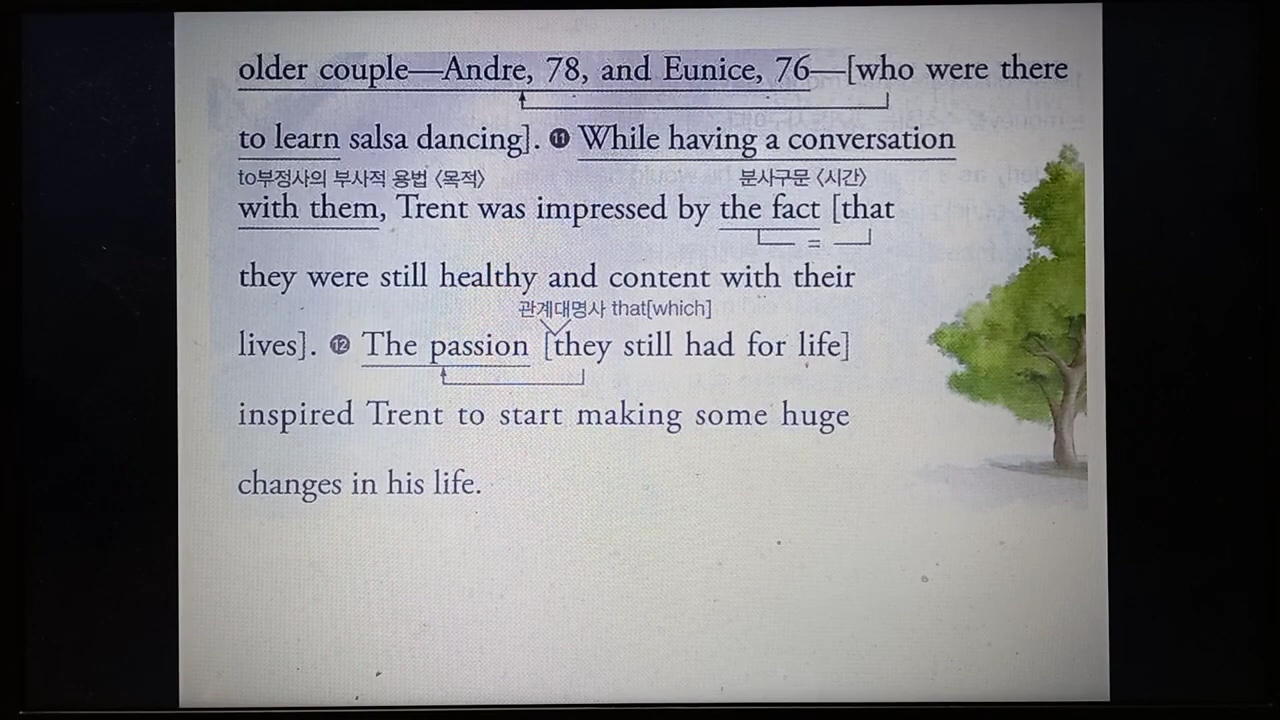 older couple—Andre, 78, and Eunice, 76—[who were there
to learn salsa dancing]. ⓫ While having a conversation
to부정사의 부사적 용법 〈목적〉 분사구문 〈시간〉
with them, Trent was impressed by the fact [that
=
they were still healthy and content with their
관계대명사 that[which]
lives]. ⓬ The passion [they still had for life]
inspired Trent to start making some huge
changes in his life.